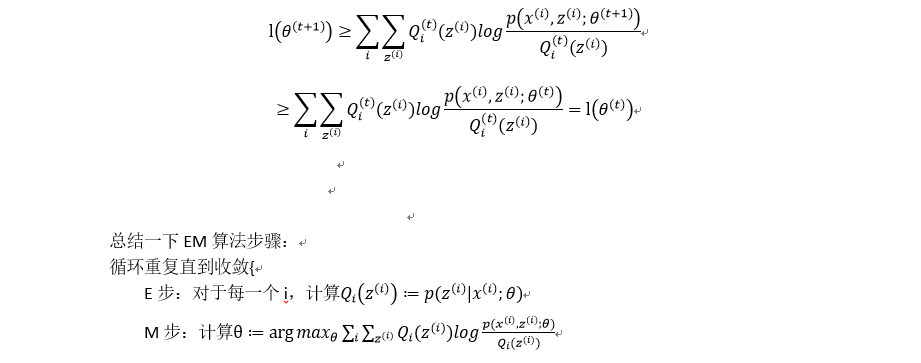 l(θ^(t+1)) ≥ ∑_i ∑_{z^(i)} Q_i^(t)(z^(i)) log p(x^(i), z^(i); θ^(t+1)) / Q_i^(t)(z^(i))
≥ ∑_i ∑_{z^(i)} Q_i^(t)(z^(i)) log p(x^(i), z^(i); θ^(t)) / Q_i^(t)(z^(i)) = l(θ^(t))
总结一下 EM 算法步骤：
循环重复直到收敛{
E 步：对于每一个 i，计算Q_i(z^(i)) ≔ p(z^(i)|x^(i); θ)
M 步：计算θ ≔ arg max_θ ∑_i ∑_{z^(i)} Q_i(z^(i)) log p(x^(i),z^(i);θ) / Q_i(z^(i))